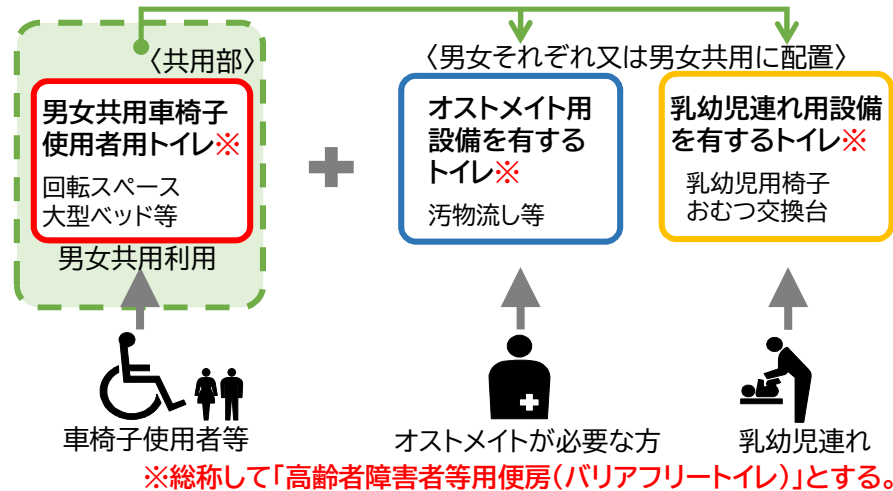 〈共用部〉
男女共用車椅子
使用者用トイレ※
回転スペース
大型ベッド等
男女共用利用
〈男女それぞれ又は男女共用に配置〉
オストメイト用
設備を有する
トイレ※
汚物流し等
乳幼児連れ用設備
を有するトイレ※
乳幼児用椅子
おむつ交換台
車椅子使用者等
オストメイトが必要な方
乳幼児連れ
※総称して「高齢者障害者等用便房(バリアフリートイレ)」とする。